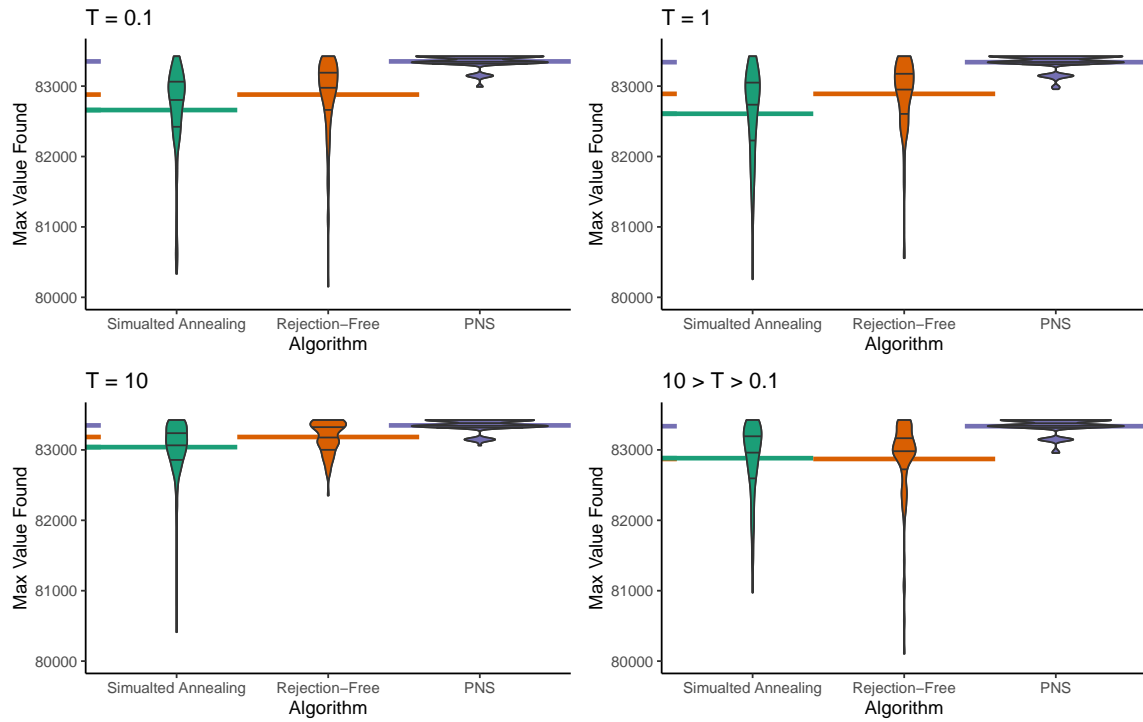 T = 0.1
Max Value Found
83000
82000
81000
80000
Simualted Annealing Rejection−Free PNS
Algorithm
T = 1
Max Value Found
83000
82000
81000
80000
Simualted Annealing Rejection−Free PNS
Algorithm
T = 10
Max Value Found
83000
82000
81000
80000
Simualted Annealing Rejection−Free PNS
Algorithm
10 > T > 0.1
Max Value Found
83000
82000
81000
80000
Simualted Annealing Rejection−Free PNS
Algorithm